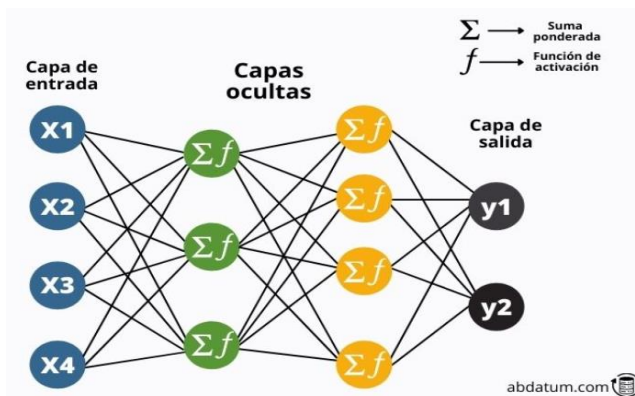 Σ → Suma
ponderada
f → Función de
activación
Capa de
entrada
Capas
ocultas
Capa de
salida
X1
X2
X3
X4
Σf
Σf
Σf
Σf
Σf
Σf
Σf
y1
y2
abdatum.com